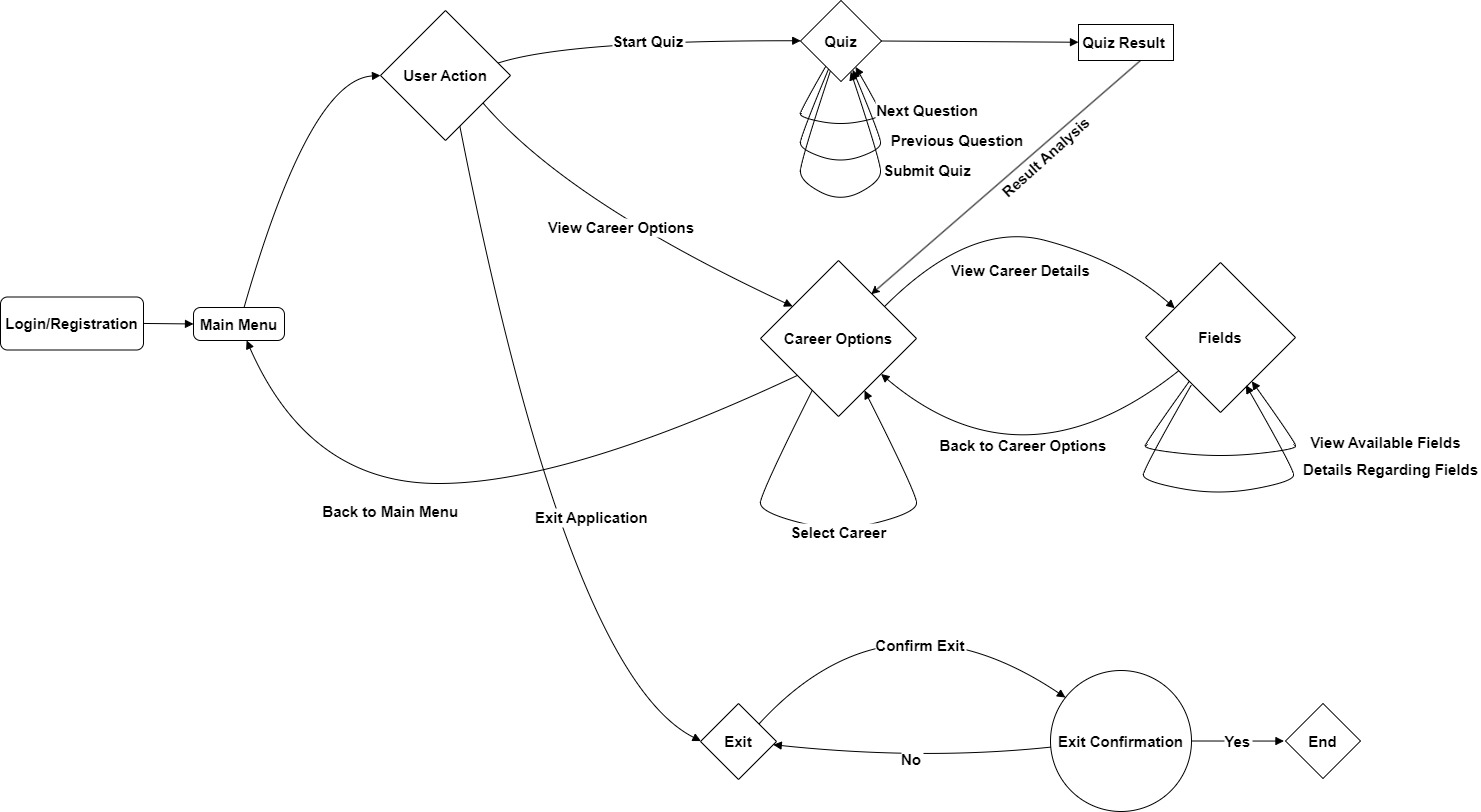 Start Quiz
Quiz
Quiz Result
User Action
Next Question
Previous Question
Submit Quiz
Result Analysis
View Career Options
View Career Details
Login/Registration
Main Menu
Career Options
Fields
Back to Career Options
View Available Fields
Details Regarding Fields
Back to Main Menu
Exit Application
Select Career
Confirm Exit
Exit
Exit Confirmation
Yes
End
No